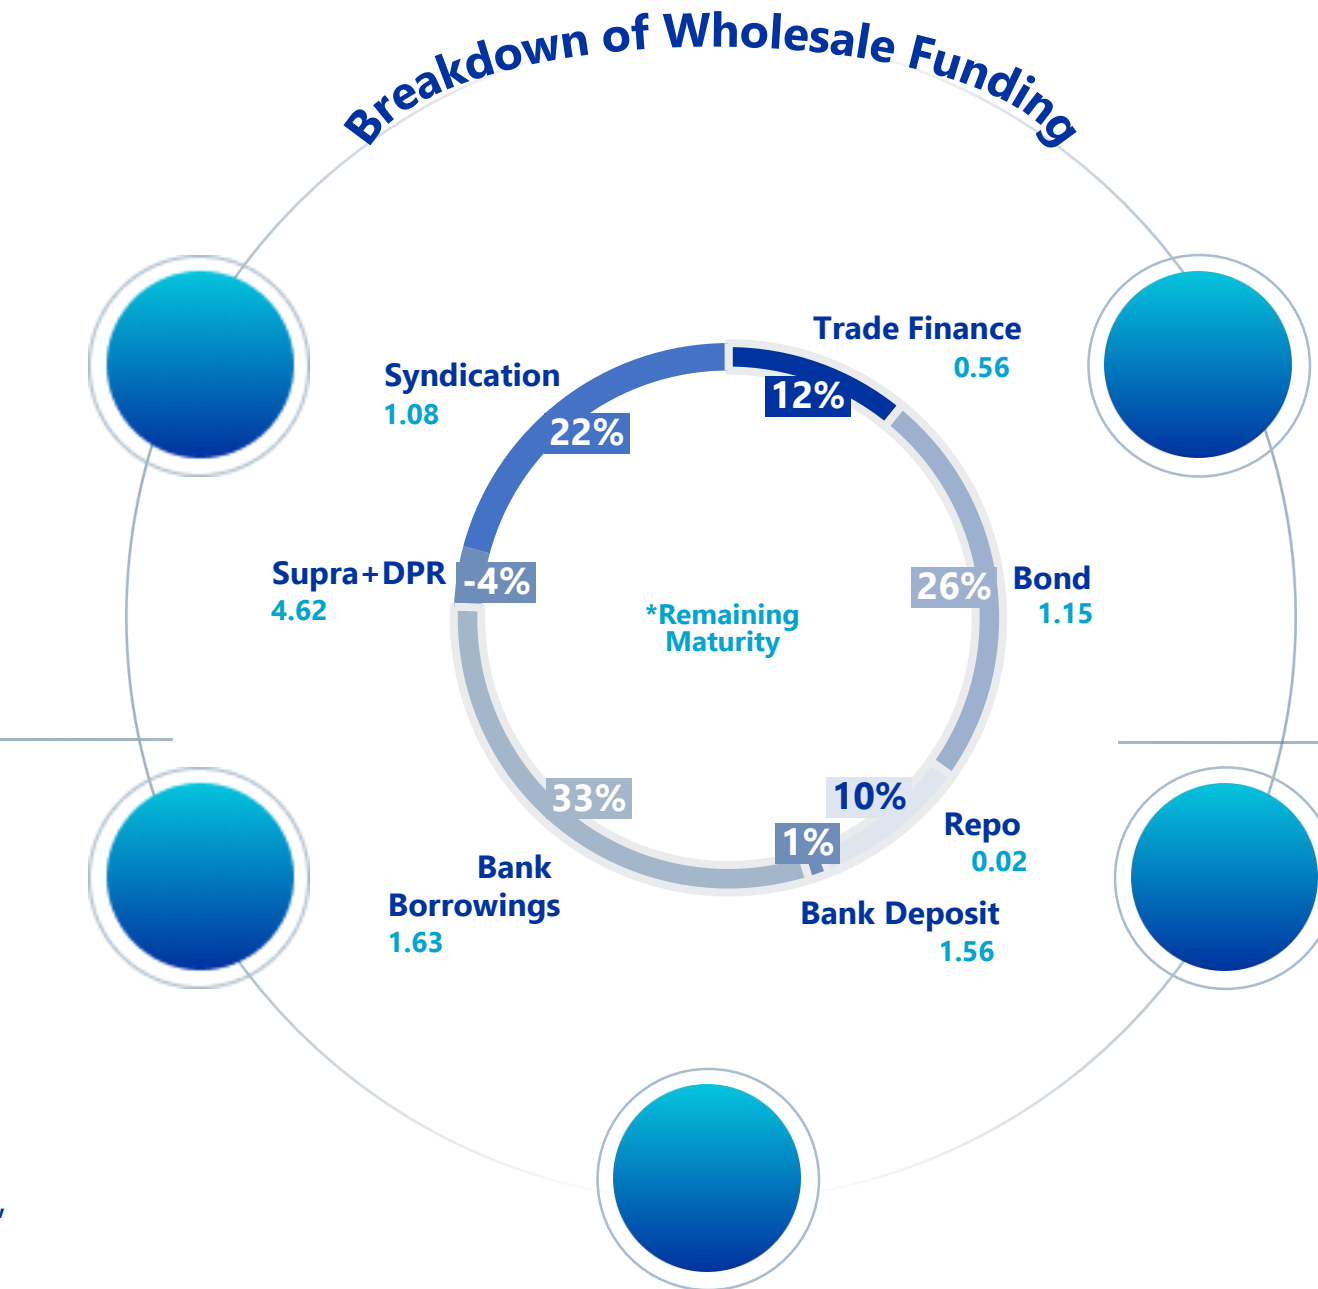 Breakdown of Wholesale Funding
Trade Finance
0.56
12%
Syndication
1.08
22%
Supra+DPR
4.62
-4%
*Remaining
Maturity
26%
Bond
1.15
33%
10%
1%
Repo
0.02
Bank
Borrowings
1.63
Bank Deposit
1.56